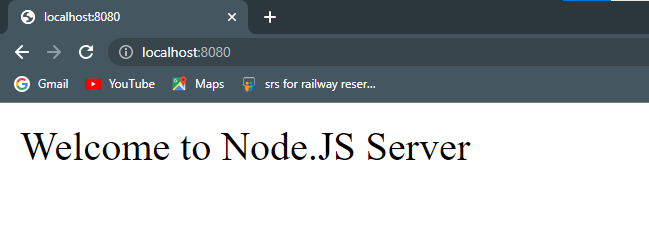 localhost:8080
localhost:8080
Gmail YouTube Maps srs for railway reser...
Welcome to Node.JS Server